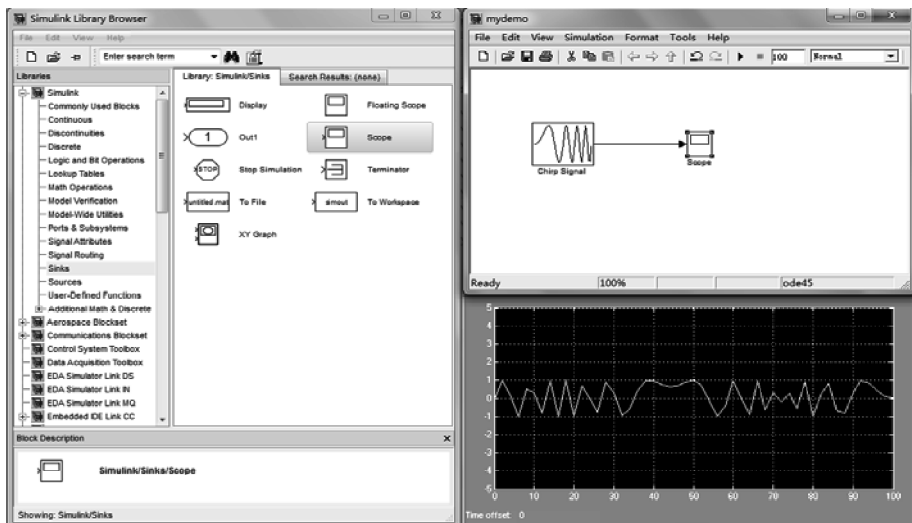 Simulink Library Browser
File Edit View Help
Enter search term
Libraries
Library: Simulink/Sinks
Search Results: (none)
Simulink
Commonly Used Blocks
Continuous
Discontinuities
Discrete
Logic and Bit Operations
Lookup Tables
Math Operations
Model Verification
Model-Wide Utilities
Ports & Subsystems
Signal Attributes
Signal Routing
Sinks
Sources
User-Defined Functions
Additional Math & Discrete
Aerospace Blockset
Communications Blockset
Control System Toolbox
Data Acquisition Toolbox
EDA Simulator Link DS
EDA Simulator Link IN
EDA Simulator Link MQ
Embedded IDE Link CC
Display
Floating Scope
1
Out1
Scope
STOP
Stop Simulation
Terminator
untitled.mat
To File
simout
To Workspace
XY Graph
Block Description
Simulink/Sinks/Scope
Showing: Simulink/Sinks
mydemo
File Edit View Simulation Format Tools Help
100
Normal
Chirp Signal
Scope
Ready
100%
ode45
5
4
3
2
1
0
-1
-2
-3
-4
-5
0 10 20 30 40 50 60 70 80 90 100
Time offset: 0